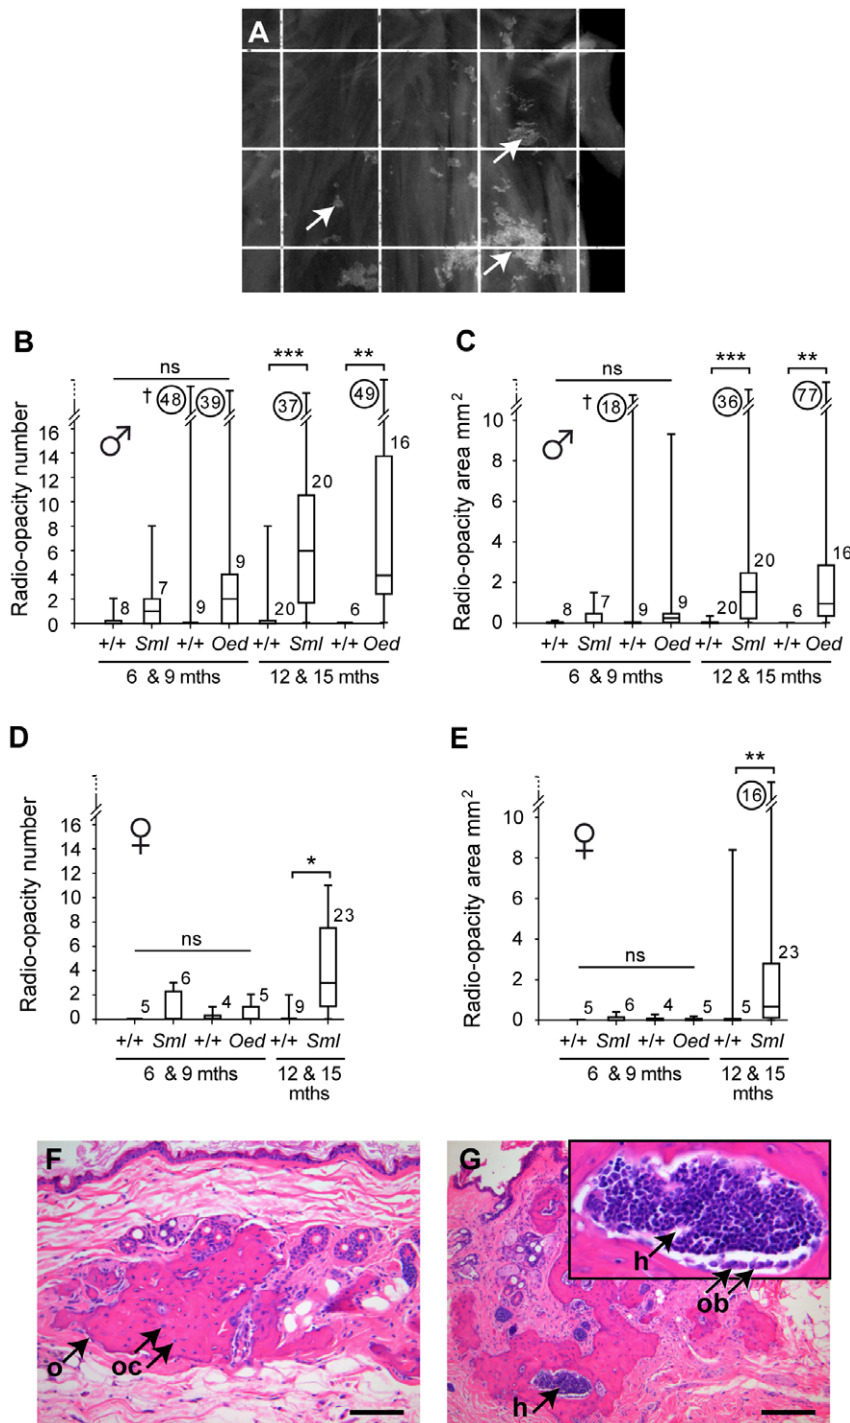 A
B
ns
***
**
† 48 39
37
49
Radio-opacity number
16
14
12
10
8
6
4
2
0
♂
8
7
9
9
20
20
6
16
+/+ Sml +/+ Oed +/+ Sml +/+ Oed
6 & 9 mths
12 & 15 mths
C
ns
***
**
† 18
36
77
Radio-opacity area mm²
10
8
6
4
2
0
♂
8
7
9
9
20
20
6
16
+/+ Sml +/+ Oed +/+ Sml +/+ Oed
6 & 9 mths
12 & 15 mths
D
Radio-opacity number
16
14
12
10
8
6
4
2
0
♀
ns
*
5
6
4
5
9
23
+/+ Sml +/+ Oed +/+ Sml
6 & 9 mths
12 & 15
mths
E
**
16
Radio-opacity area mm²
10
8
6
4
2
0
♀
ns
5
6
4
5
5
23
+/+ Sml +/+ Oed +/+ Sml
6 & 9 mths
12 & 15
mths
F
o
oc
G
h
ob
h